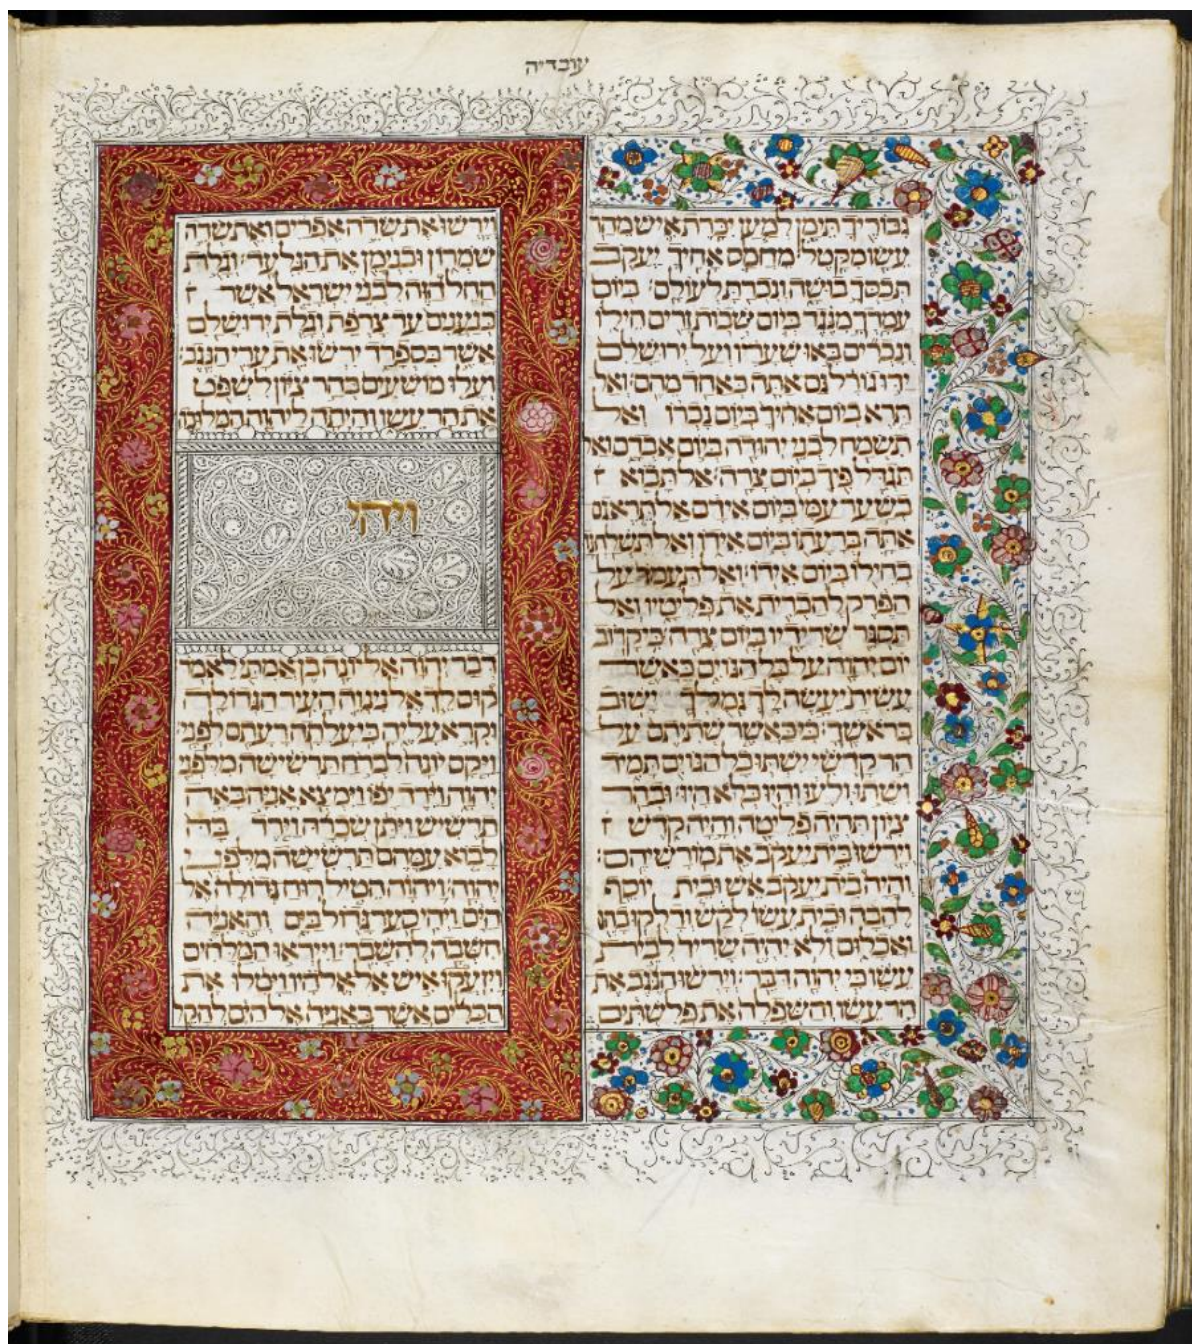 עובדיה
גבוריך תימן למען יכרת איש מהר
עשו מקטל׃ מחמס אחיך יעקב
תכסך בושה ונכרת לעולם׃ ביום
עמדך מנגד ביום שבות זרים חילו
ונכרים באו שערו ועל ירושלם
ידו גורל גם אתה כאחד מהם׃ ואל
תרא ביום אחיך ביום נכרו ואל
תשמח לבני יהודה ביום אבדם ואל
תגדל פיך ביום צרה׃ אל תבוא
בשער עמי ביום אידם אל תרא גם
אתה ברעתו ביום אידו ואל תשלחנה
בחילו ביום אידו׃ ואל תעמד על
הפרק להכרית את פליטיו ואל
תסגר שרידיו ביום צרה׃ כי קרוב
יום יהוה על כל הגוים כאשר
עשית יעשה לך גמלך ישוב
בראשך׃ כי כאשר שתיתם על
הר קדשי ישתו כל הגוים תמיד
ושתו ולעו והיו כלא היו׃ ובהר
ציון תהיה פליטה והיה קדש
וירשו בית יעקב את מורשיהם׃
והיה בית יעקב אש ובית יוסף
להבה ובית עשו לקש ודלקו בהם
ואכלום ולא יהיה שריד לבית
עשו כי יהוה דבר׃ וירשו הנגב את
הר עשו והשפלה את פלשתים
וירשו את שדה אפרים ואת שדה
שמרון ובנימן את הגלעד׃ וגלת
החל הזה לבני ישראל אשר
כנענים עד צרפת וגלת ירושלם
אשר בספרד ירשו את ערי הנגב׃
ועלו מושעים בהר ציון לשפט
את הר עשו והיתה ליהוה המלוכה
ויהי
דבר יהוה אל יונה בן אמתי לאמר
קום לך אל נינוה העיר הגדולה
וקרא עליה כי עלתה רעתם לפני
ויקם יונה לברח תרשישה מלפני
יהוה וירד יפו וימצא אניה באה
תרשיש ויתן שכרה וירד בה
לבוא עמהם תרשישה מלפני
יהוה׃ ויהוה הטיל רוח גדולה אל
הים ויהי סער גדול בים והאניה
חשבה להשבר׃ וייראו המלחים
ויזעקו איש אל אלהיו ויטלו את
הכלים אשר באניה אל הים להקל